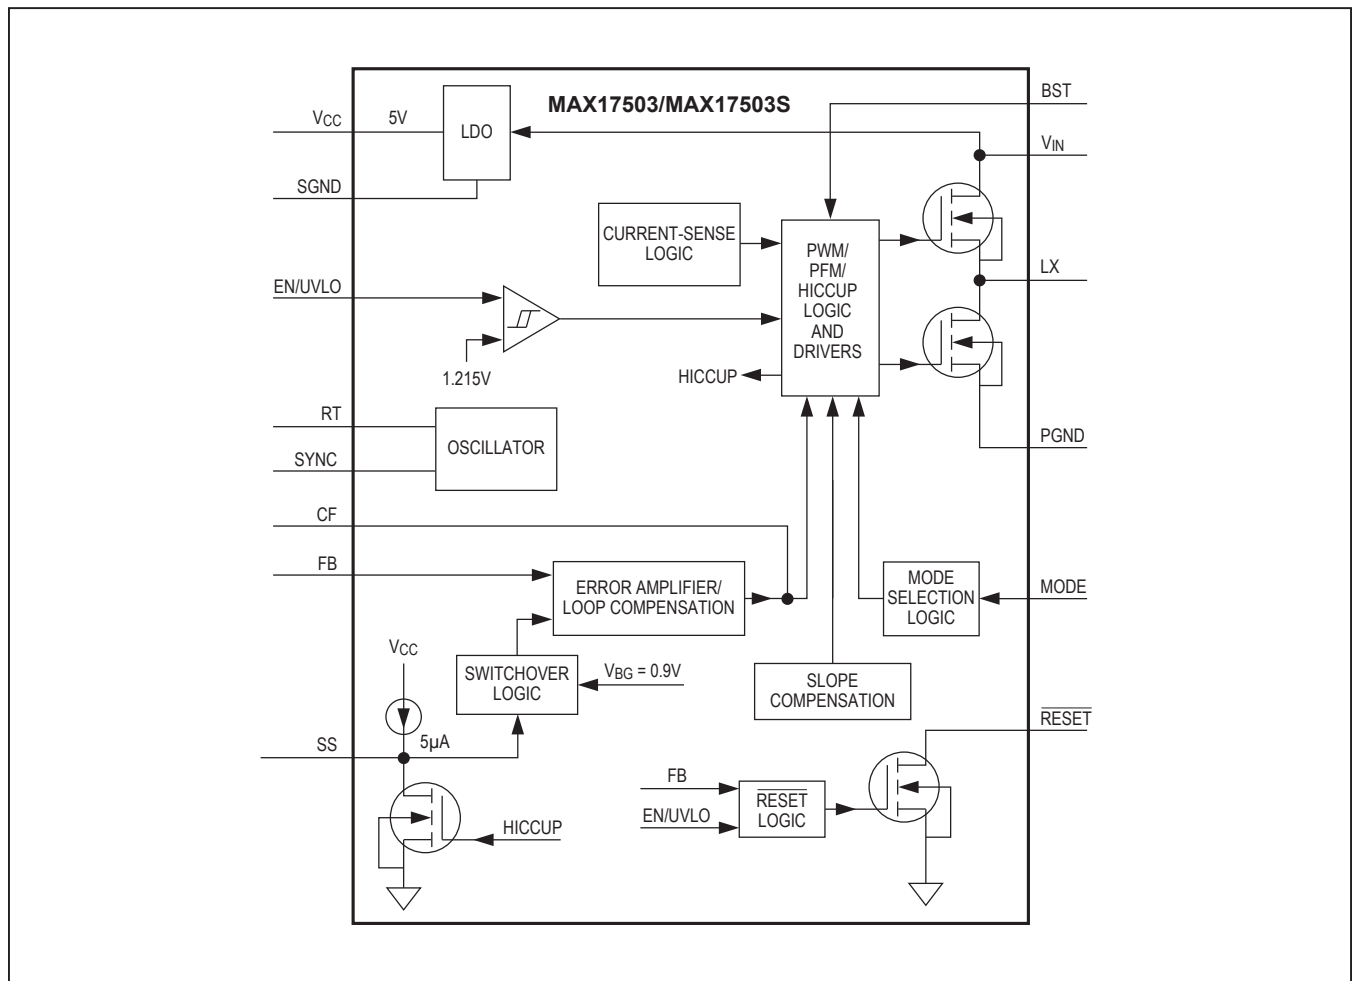 MAX17503/MAX17503S
BST
VCC
5V
LDO
VIN
SGND
CURRENT-SENSE
LOGIC
PWM/
PFM/
HICCUP
LOGIC
AND
DRIVERS
LX
EN/UVLO
1.215V
HICCUP
RT
OSCILLATOR
SYNC
PGND
CF
FB
ERROR AMPLIFIER/
LOOP COMPENSATION
MODE
SELECTION
LOGIC
MODE
VCC
SWITCHOVER
LOGIC
VBG = 0.9V
SLOPE
COMPENSATION
RESET
SS
5µA
FB
EN/UVLO
RESET
LOGIC
HICCUP